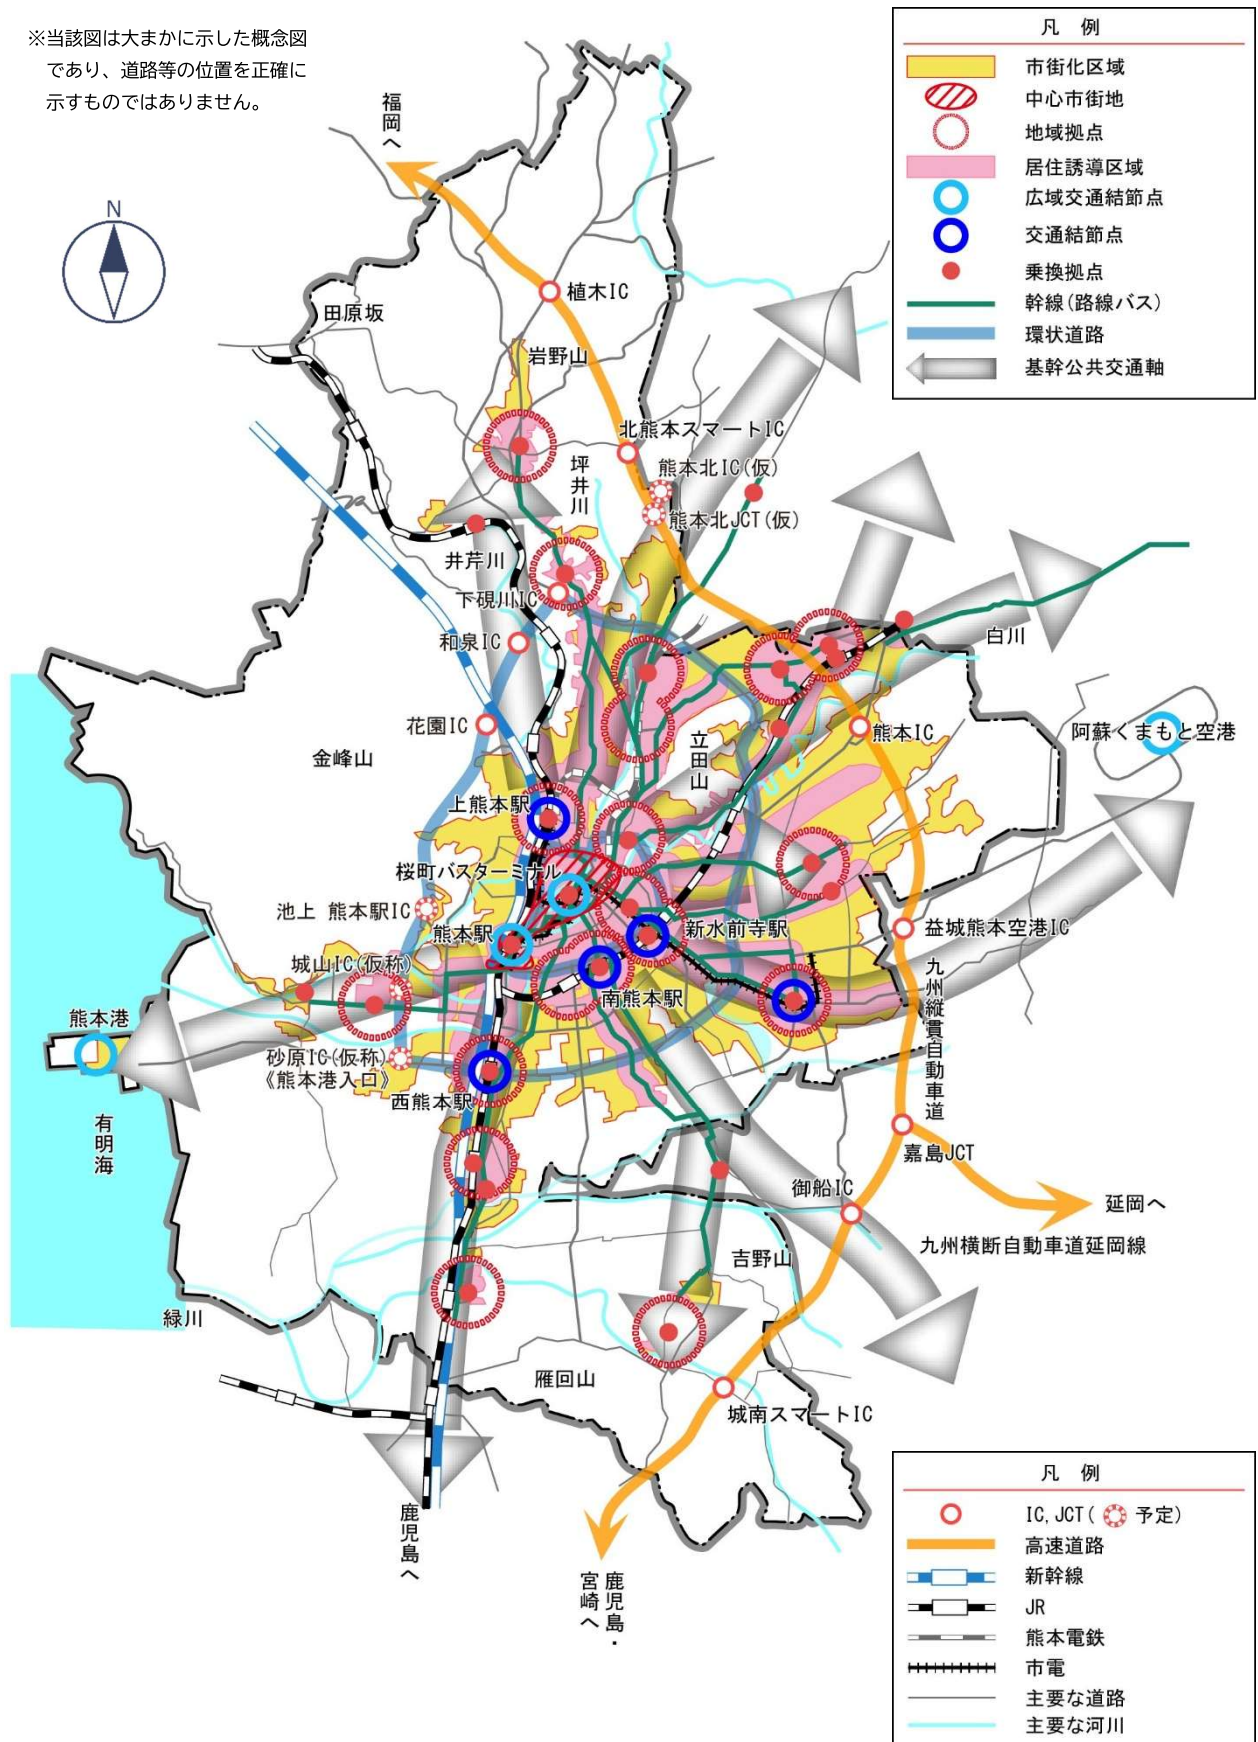 ※当該図は大まかに示した概念図
であり、道路等の位置を正確に
示すものではありません。
凡 例
市街化区域
中心市街地
地域拠点
居住誘導区域
広域交通結節点
交通結節点
乗換拠点
幹線(路線バス)
環状道路
基幹公共交通軸
N
福岡へ
植木IC
田原坂
岩野山
北熊本スマートIC
坪井川
熊本北IC(仮)
熊本北JCT(仮)
井芹川
下硯川IC
和泉IC
白川
花園IC
立田山
熊本IC
阿蘇くまもと空港
金峰山
上熊本駅
桜町バスターミナル
池上 熊本駅IC
熊本駅
新水前寺駅
益城熊本空港IC
城山IC(仮称)
南熊本駅
九州縦貫自動車道
熊本港
砂原IC(仮称)
《熊本港入口》
西熊本駅
有明海
嘉島JCT
御船IC
延岡へ
九州横断自動車道延岡線
吉野山
緑川
雁回山
城南スマートIC
鹿児島へ
鹿児島・
宮崎へ
凡 例
IC,JCT( 予定)
高速道路
新幹線
JR
熊本電鉄
市電
主要な道路
主要な河川